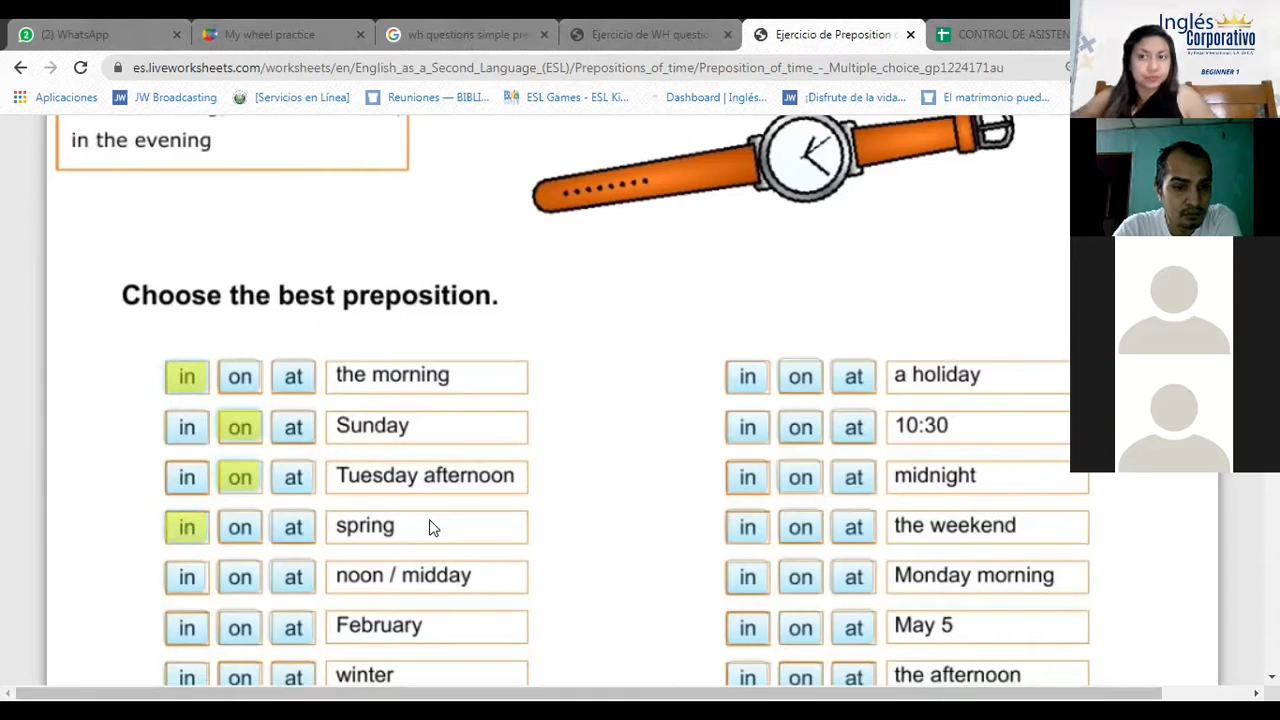 (2) WhatsApp
My wheel practice
wh questions simple pr
Ejercicio de WH questio
Ejercicio de Preposition o
CONTROL DE ASISTEN
es.liveworksheets.com/worksheets/en/English_as_a_Second_Language_(ESL)/Prepositions_of_time/Preposition_of_time_-_Multiple_choice_gp1224171au
Aplicaciones
JW Broadcasting
[Servicios en Línea]
Reuniones — BIBLI...
ESL Games - ESL Ki...
Dashboard | Inglés...
¡Disfrute de la vida...
El matrimonio pued...
Inglés
Corporativo
BEGINNER 1
in the evening
Choose the best preposition.
in on at the morning
in on at Sunday
in on at Tuesday afternoon
in on at spring
in on at noon / midday
in on at February
in on at winter
in on at a holiday
in on at 10:30
in on at midnight
in on at the weekend
in on at Monday morning
in on at May 5
in on at the afternoon